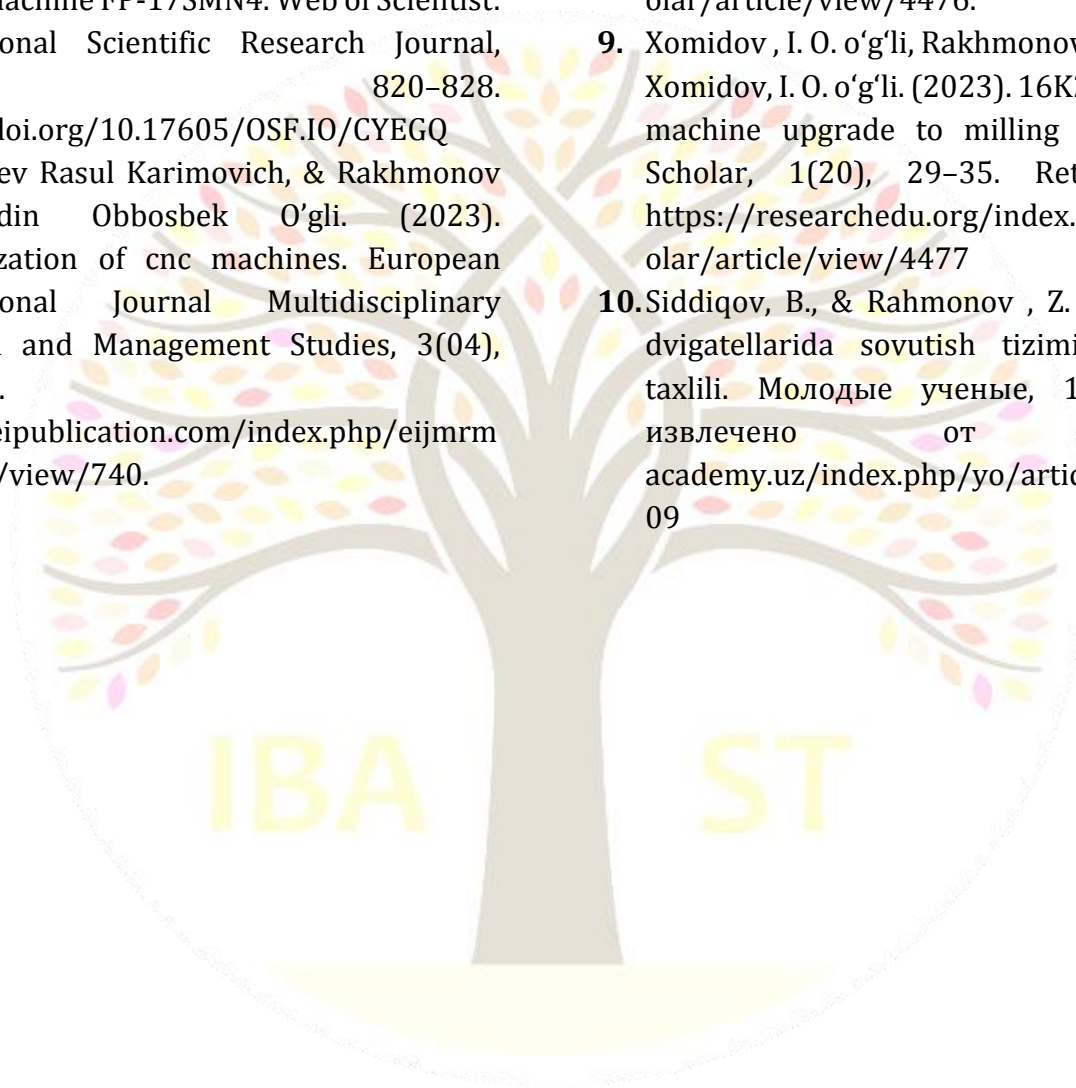 machine FP-17SMN4. Web of Scientist:
onal Scientific Research Journal,
820–828.
doi.org/10.17605/OSF.IO/CYEGQ
ev Rasul Karimovich, & Rakhmonov
din Obbosbek O'gli. (2023).
zation of cnc machines. European
onal Journal Multidisciplinary
and Management Studies, 3(04),
eipublication.com/index.php/eijmrm
/view/740.
olar/article/view/4476.
9. Xomidov , I. O. o‘g‘li, Rakhmonov
Xomidov, I. O. o‘g‘li. (2023). 16K
machine upgrade to milling
Scholar, 1(20), 29–35. Ret
https://researchedu.org/index.
olar/article/view/4477
10. Siddiqov, B., & Rahmonov , Z.
dvigatellarida sovutish tizimi
taxlili. Молодые ученые, 1
извлечено от
academy.uz/index.php/yo/artic
09
IBA ST